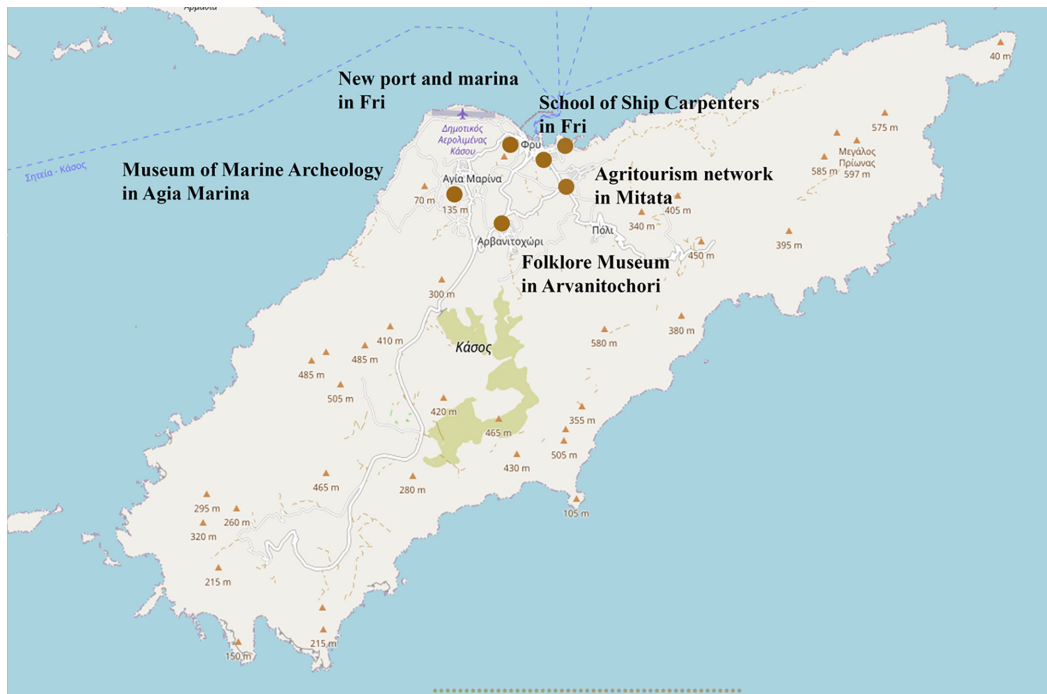 Αρμάθια
40 m
New port and marina
in Fri
School of Ship Carpenters
in Fri
575 m
Δημοτικός
Αερολιμένας
Κάσου
Φρυ
Μεγάλος
Πρίωνας
597 m
585 m
Σητεία - Κάσος
Museum of Marine Archeology
in Agia Marina
Αγία Μαρίνα
70 m
135 m
Agritourism network
in Mitata
405 m
340 m
Πόλι
395 m
450 m
Αρβανιτοχώρι
Folklore Museum
in Arvanitochori
300 m
380 m
410 m
580 m
Κάσος
485 m
485 m
505 m
420 m
355 m
465 m
505 m
430 m
465 m
280 m
295 m
260 m
320 m
105 m
215 m
215 m
150 m